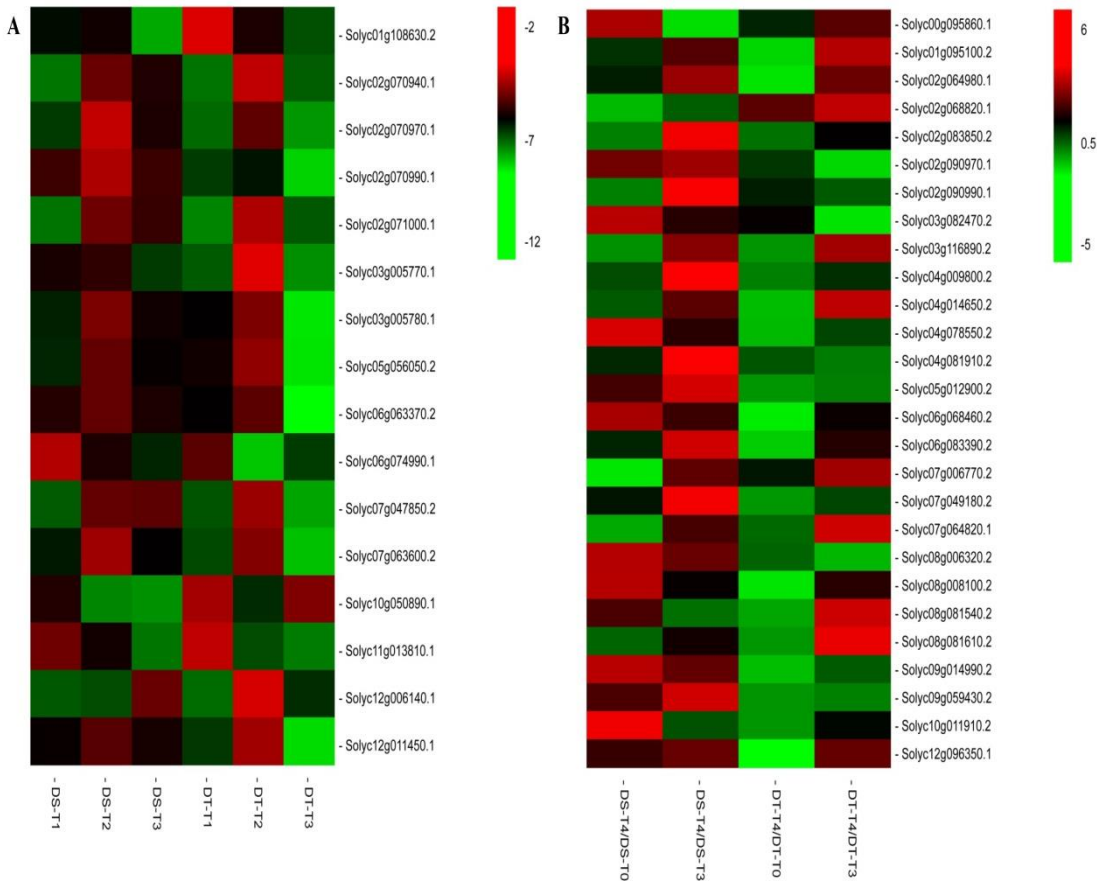 A
- Solyc01g108630.2
- Solyc02g070940.1
- Solyc02g070970.1
- Solyc02g070990.1
- Solyc02g071000.1
- Solyc03g005770.1
- Solyc03g005780.1
- Solyc05g056050.2
- Solyc06g063370.2
- Solyc06g074990.1
- Solyc07g047850.2
- Solyc07g063600.2
- Solyc10g050890.1
- Solyc11g013810.1
- Solyc12g006140.1
- Solyc12g011450.1
- DS-T1
- DS-T2
- DS-T3
- DT-T1
- DT-T2
- DT-T3
-2
-7
-12
B
- Solyc00g095860.1
- Solyc01g095100.2
- Solyc02g064980.1
- Solyc02g068820.1
- Solyc02g083850.2
- Solyc02g090970.1
- Solyc02g090990.1
- Solyc03g082470.2
- Solyc03g116890.2
- Solyc04g009800.2
- Solyc04g014650.2
- Solyc04g078550.2
- Solyc04g081910.2
- Solyc05g012900.2
- Solyc06g068460.2
- Solyc06g083390.2
- Solyc07g006770.2
- Solyc07g049180.2
- Solyc07g064820.1
- Solyc08g006320.2
- Solyc08g008100.2
- Solyc08g081540.2
- Solyc08g081610.2
- Solyc09g014990.2
- Solyc09g059430.2
- Solyc10g011910.2
- Solyc12g096350.1
- DS-T4/DS-T0
- DS-T4/DS-T3
- DT-T4/DT-T0
- DT-T4/DT-T3
6
0.5
-5